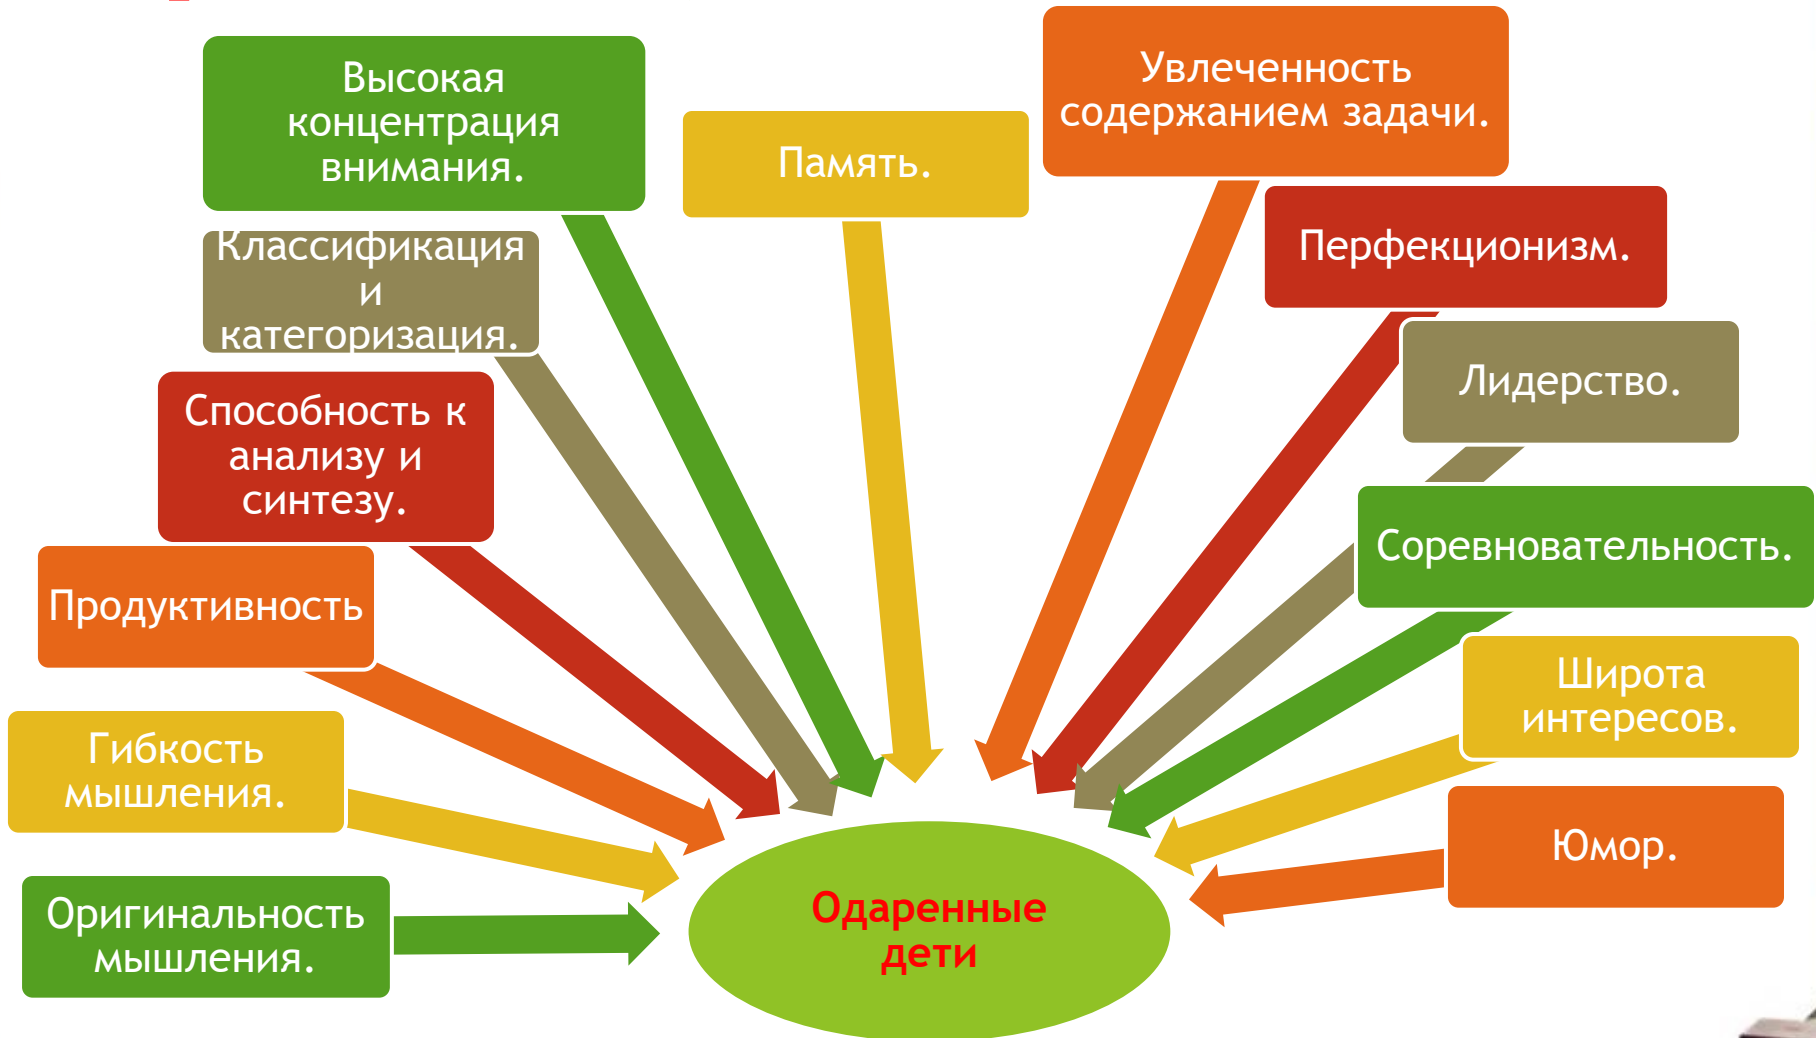 Высокая
концентрация
внимания.
Память.
Увлеченность
содержанием задачи.
Классификация
и
категоризация.
Перфекционизм.
Способность к
анализу и
синтезу.
Лидерство.
Продуктивность
Соревновательность.
Гибкость
мышления.
Широта
интересов.
Оригинальность
мышления.
Юмор.
Одаренные
дети